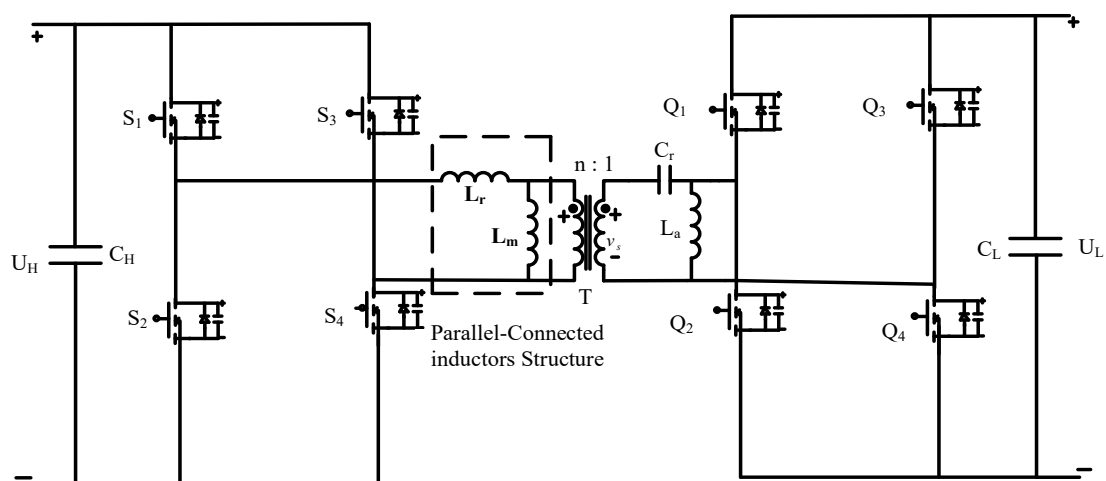 +
+
S1
S3
Q1
Q3
n : 1
Cr
Lr
+
+
Lm
vs
La
UH
CH
CL
UL
T
S2
S4
Q2
Q4
Parallel-Connected
inductors Structure